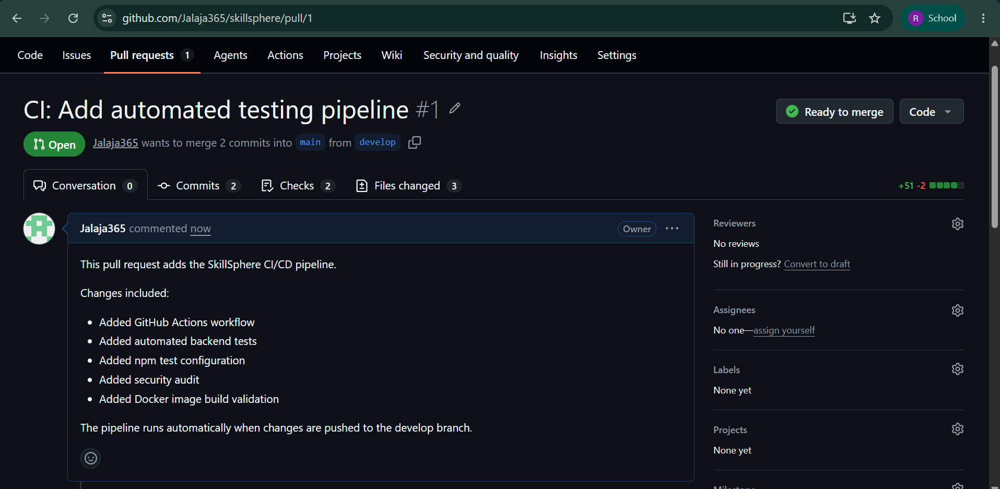 github.com/Jalaja365/skillsphere/pull/1
R School
Code Issues Pull requests 1 Agents Actions Projects Wiki Security and quality Insights Settings
CI: Add automated testing pipeline #1
Ready to merge
Code
Open
Jalaja365 wants to merge 2 commits into main from develop
Conversation 0
Commits 2
Checks 2
Files changed 3
+51 -2
Jalaja365 commented now
Owner
This pull request adds the SkillSphere CI/CD pipeline.
Changes included:
Added GitHub Actions workflow
Added automated backend tests
Added npm test configuration
Added security audit
Added Docker image build validation
The pipeline runs automatically when changes are pushed to the develop branch.
Reviewers
No reviews
Still in progress? Convert to draft
Assignees
No one—assign yourself
Labels
None yet
Projects
None yet
Milestone